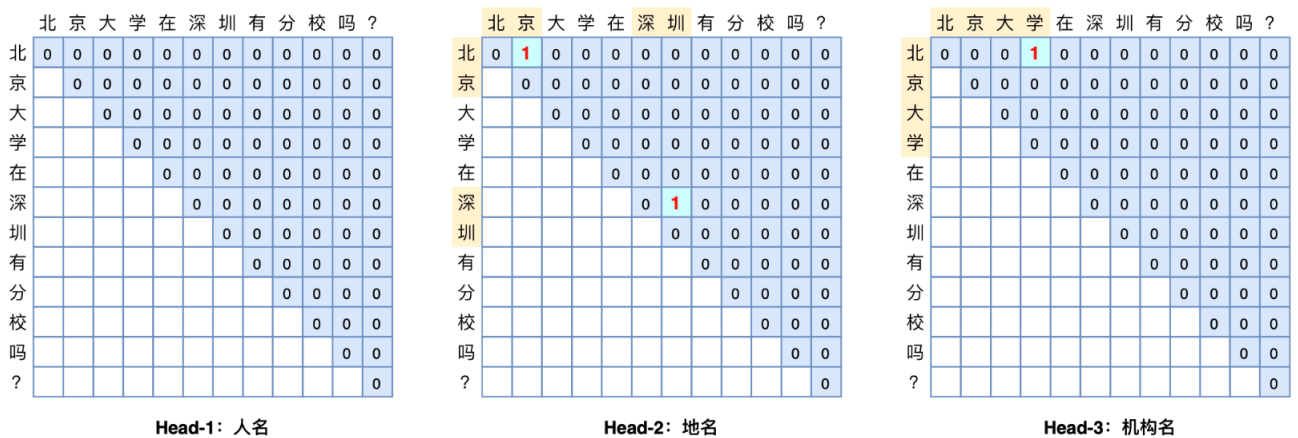 北 京 大 学 在 深 圳 有 分 校 吗 ?
北 0 0 0 0 0 0 0 0 0 0 0 0
京 0 0 0 0 0 0 0 0 0 0 0
大 0 0 0 0 0 0 0 0 0 0
学 0 0 0 0 0 0 0 0 0
在 0 0 0 0 0 0 0 0
深 0 0 0 0 0 0 0
圳 0 0 0 0 0 0
有 0 0 0 0 0
分 0 0 0 0
校 0 0 0
吗 0 0
? 0
Head-1：人名
北 京 大 学 在 深 圳 有 分 校 吗 ?
北 0 1 0 0 0 0 0 0 0 0 0 0
京 0 0 0 0 0 0 0 0 0 0 0
大 0 0 0 0 0 0 0 0 0 0
学 0 0 0 0 0 0 0 0 0
在 0 0 0 0 0 0 0 0
深 0 1 0 0 0 0 0
圳 0 0 0 0 0 0
有 0 0 0 0 0
分 0 0 0 0
校 0 0 0
吗 0 0
? 0
Head-2：地名
北 京 大 学 在 深 圳 有 分 校 吗 ?
北 0 0 0 1 0 0 0 0 0 0 0 0
京 0 0 0 0 0 0 0 0 0 0 0
大 0 0 0 0 0 0 0 0 0 0
学 0 0 0 0 0 0 0 0 0
在 0 0 0 0 0 0 0 0
深 0 0 0 0 0 0 0
圳 0 0 0 0 0 0
有 0 0 0 0 0
分 0 0 0 0
校 0 0 0
吗 0 0
? 0
Head-3：机构名